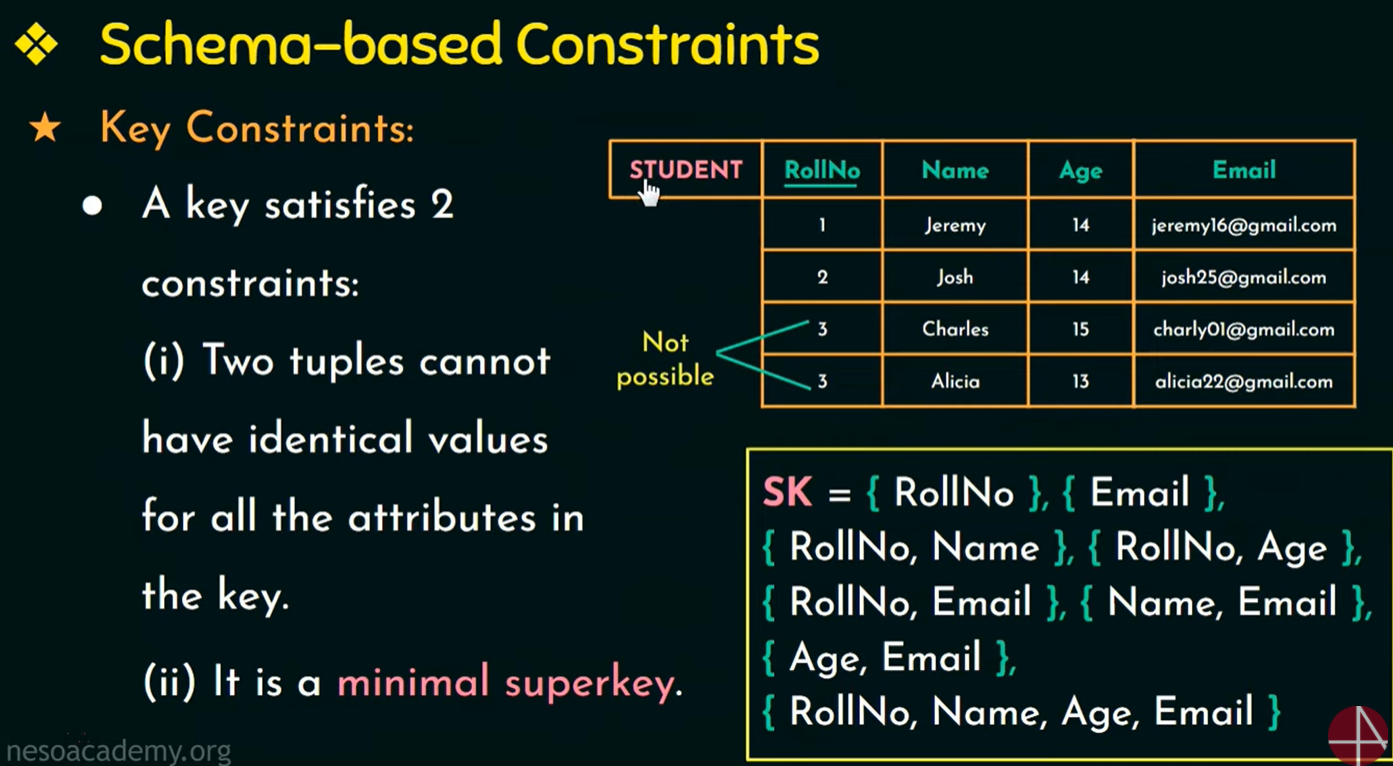 Schema-based Constraints
Key Constraints:
A key satisfies 2
constraints:
(i) Two tuples cannot
have identical values
for all the attributes in
the key.
(ii) It is a minimal superkey.
STUDENT RollNo Name Age Email
1 Jeremy 14 jeremy16@gmail.com
2 Josh 14 josh25@gmail.com
3 Charles 15 charly01@gmail.com
3 Alicia 13 alicia22@gmail.com
Not
possible
SK = { RollNo }, { Email },
{ RollNo, Name }, { RollNo, Age },
{ RollNo, Email }, { Name, Email },
{ Age, Email },
{ RollNo, Name, Age, Email }
nesoacademy.org